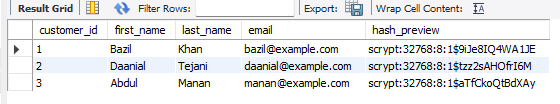 Result Grid Filter Rows: Export: Wrap Cell Content:
customer_id first_name last_name email hash_preview
1 Bazil Khan bazil@example.com scrypt:32768:8:1$9iJe8IQ4WA1JE
2 Daanial Tejani daanial@example.com scrypt:32768:8:1$tzz2sAHOfrI6M
3 Abdul Manan manan@example.com scrypt:32768:8:1$aTfCkoQtBdXAy